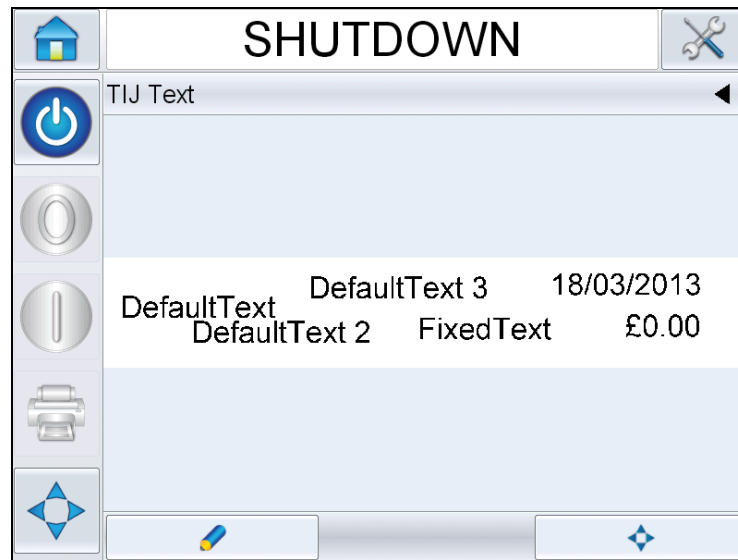 SHUTDOWN
TIJ Text
DefaultText 3 18/03/2013
DefaultText
DefaultText 2 FixedText £0.00